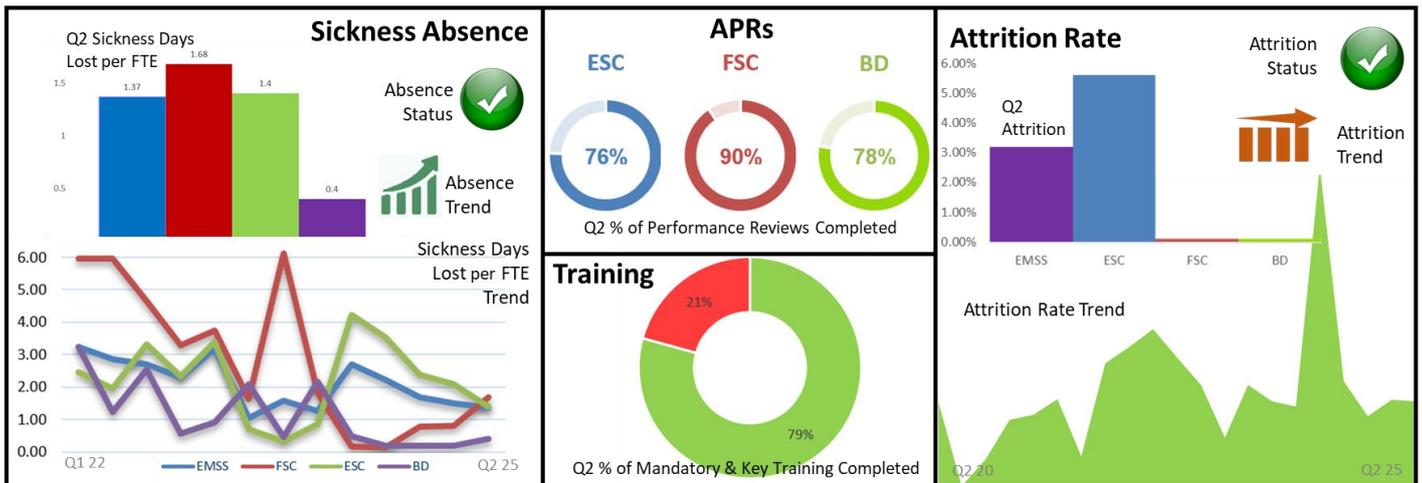 Sickness Absence
Q2 Sickness Days
Lost per FTE
1.68
1.5
1.37
1.4
1
0.5
0.4
Absence
Status
Absence
Trend
Sickness Days
Lost per FTE
Trend
6.00
5.00
4.00
3.00
2.00
1.00
0.00
Q1 22
EMSS FSC ESC BD
Q2 25
APRs
ESC FSC BD
76% 90% 78%
Q2 % of Performance Reviews Completed
Training
21%
79%
Q2 % of Mandatory & Key Training Completed
Attrition Rate
Attrition
Status
6.00%
5.00%
4.00%
3.00%
2.00%
1.00%
0.00%
Q2
Attrition
Attrition
Trend
EMSS ESC FSC BD
Attrition Rate Trend
Q2 20
Q2 25